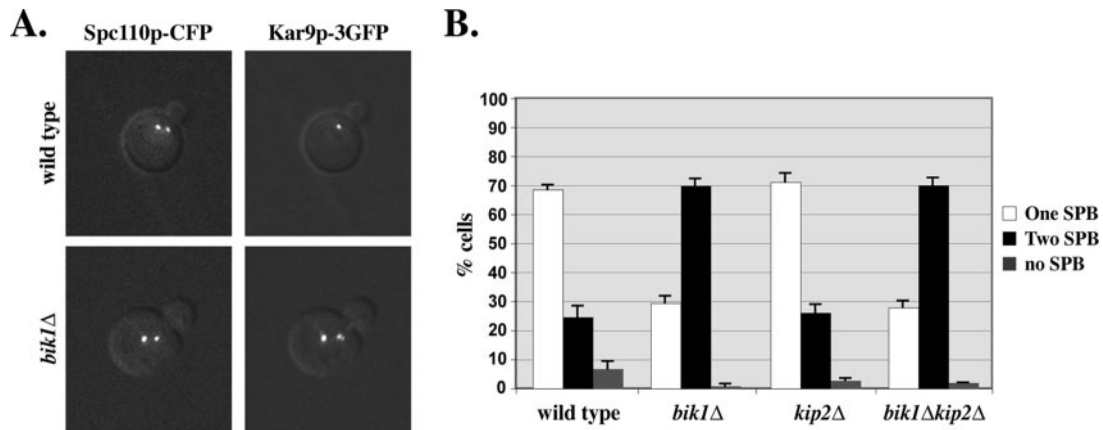 A.
Spc110p-CFP Kar9p-3GFP
wild type
bik1Δ
B.
100
90
80
70
60
50
40
30
20
10
0
% cells
wild type bik1Δ kip2Δ bik1Δkip2Δ
One SPB
Two SPB
no SPB